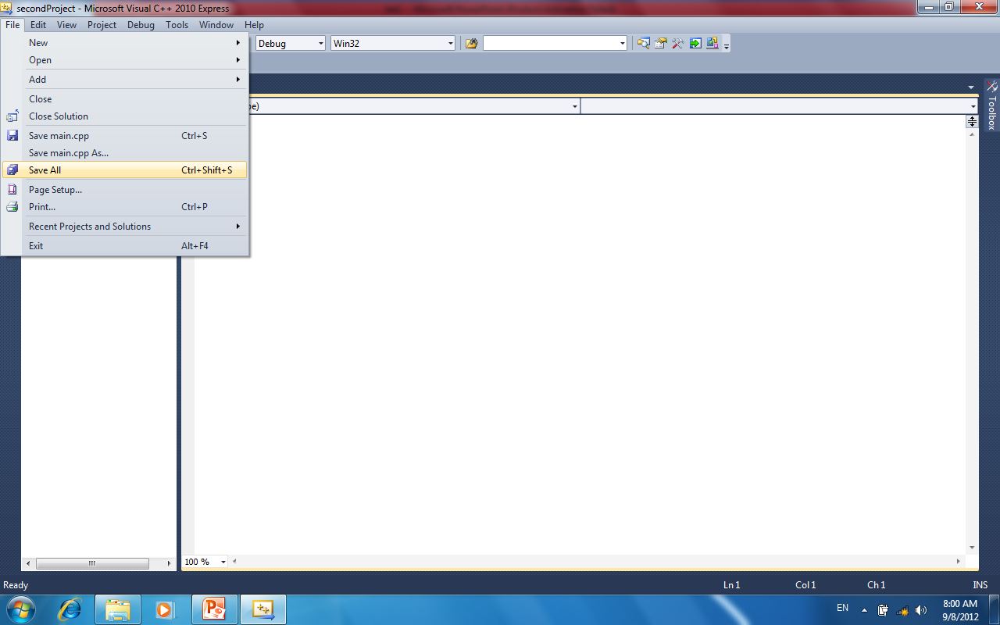 secondProject - Microsoft Visual C++ 2010 Express
File Edit View Project Debug Tools Window Help
Debug Win32
New
Open
Add
Close
Close Solution
Save main.cpp Ctrl+S
Save main.cpp As...
Save All Ctrl+Shift+S
Page Setup...
Print... Ctrl+P
Recent Projects and Solutions
Exit Alt+F4
pe)
Toolbox
100 %
Ready Ln 1 Col 1 Ch 1 INS
EN 8:00 AM
9/8/2012